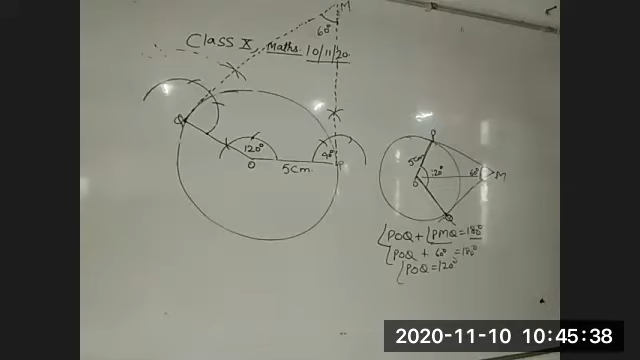 M
60°
Class X Maths 10/11/20
Q
120°
90°
O
5cm
P
P
5cm
O
120°
60°
M
Q
∠POQ + ∠PMQ = 180°
∠POQ + 60° = 180°
∠POQ = 120°
2020-11-10 10:45:38